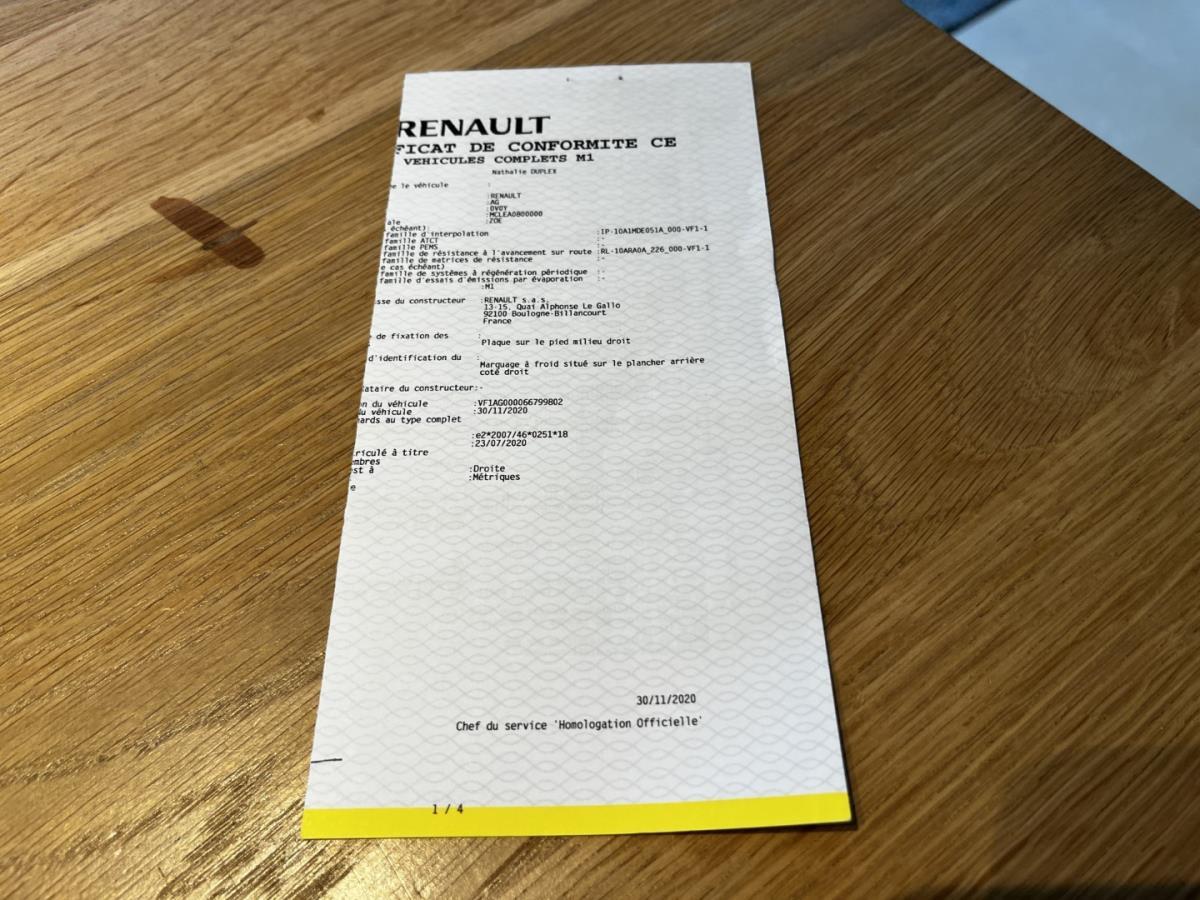 RENAULT
FICAT DE CONFORMITE CE
VEHICULES COMPLETS M1
Nathalie DUPLEX
e le véhicule :
:RENAULT
:AG
:0V0Y
:MCLEA0800000
ale :ZOE
échéant):
famille d'interpolation :IP-10A1MDE051A_000-VF1-1
famille ATCT :-
famille PEMS :-
famille de résistance à l'avancement sur route :RL-10ARA0A_226_000-VF1-1
famille de matrices de résistance :-
e cas échéant)
famille de systèmes à régénération périodique :-
famille d'essais d'émissions par évaporation :-
:M1
sse du constructeur :RENAULT s.a.s.
13-15, Quai Alphonse Le Gallo
92100 Boulogne-Billancourt
France
de fixation des :
Plaque sur le pied milieu droit
d'identification du :
Marquage à froid situé sur le plancher arrière
coté droit
ataire du constructeur:-
n du véhicule :VF1AG000066799802
u véhicule :30/11/2020
ards au type complet
:e2*2007/46*0251*18
:23/07/2020
riculé à titre
mbres
st à :Droite
:Métriques
e
30/11/2020
Chef du service 'Homologation Officielle'
1 / 4